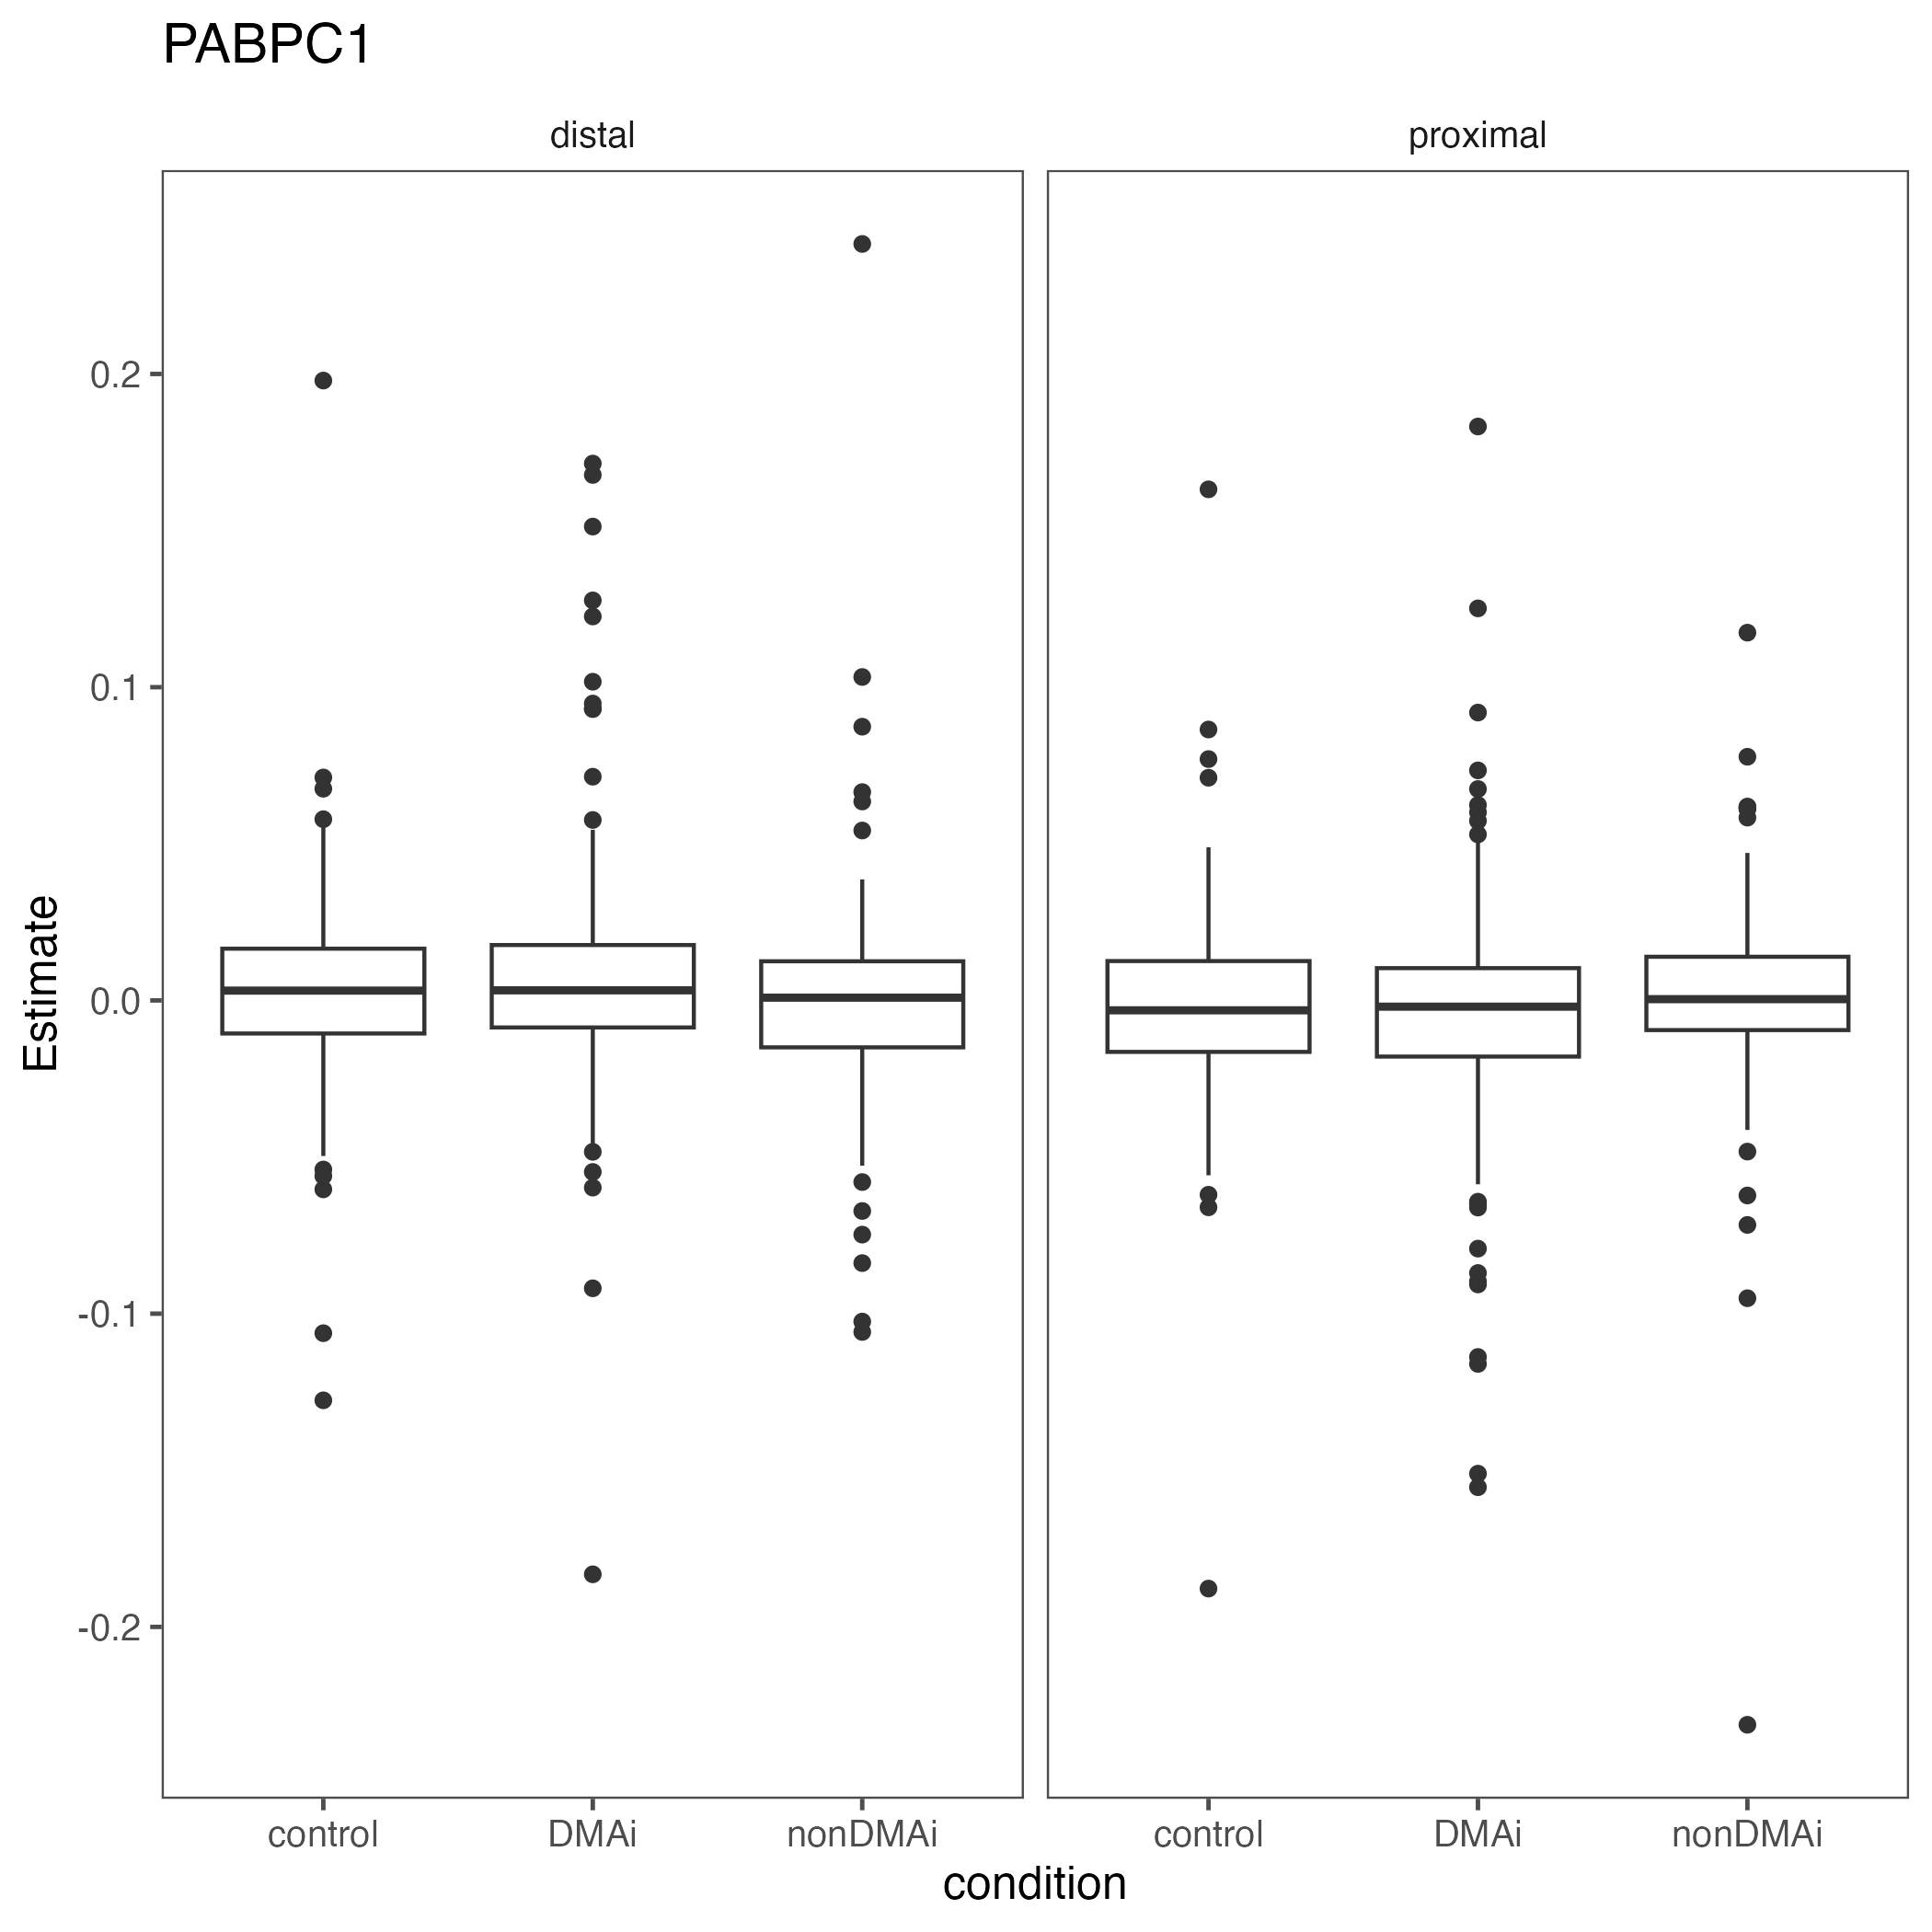 PABPC1
distal
proximal
Estimate
0.2
0.1
0.0
-0.1
-0.2
control
DMAi
nonDMAi
control
DMAi
nonDMAi
condition